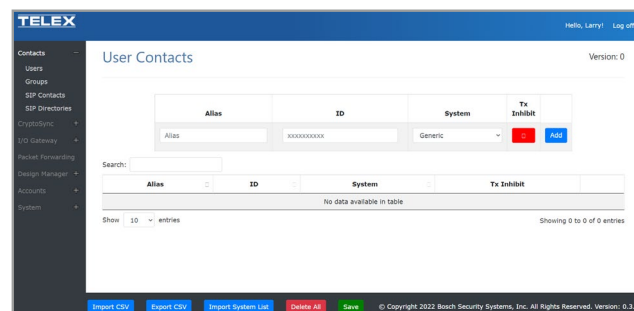 TELEX
Hello, Larry! Log off
Contacts −
Users
Groups
SIP Contacts
SIP Directories
CryptoSync +
I/O Gateway +
Packet Forwarding
Design Manager +
Accounts +
System +
User Contacts
Version: 0
Alias ID System Tx Inhibit
Alias xxxxxxxxxx Generic Add
Search:
Alias ID System Tx Inhibit
No data available in table
Show 10 entries
Showing 0 to 0 of 0 entries
Import CSV Export CSV Import System List Delete All Save © Copyright 2022 Bosch Security Systems, Inc. All Rights Reserved. Version: 0.3.